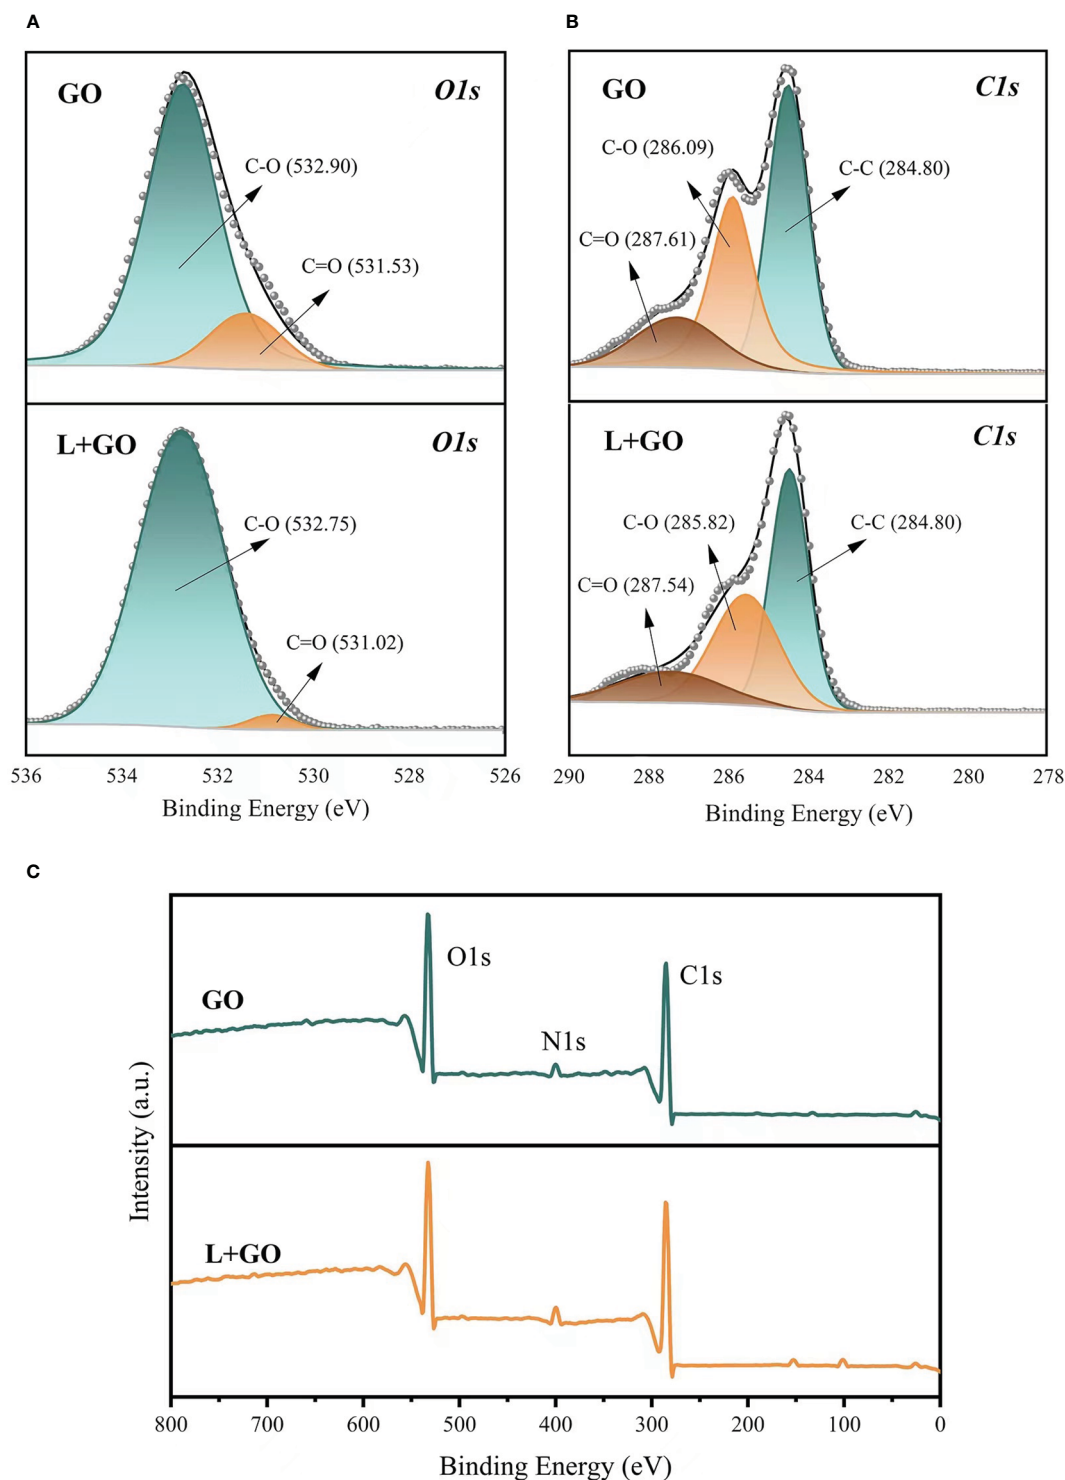 A
B
GO
O1s
C-O (532.90)
C=O (531.53)
L+GO
O1s
C-O (532.75)
C=O (531.02)
536 534 532 530 528 526
Binding Energy (eV)
GO
C1s
C-O (286.09)
C-C (284.80)
C=O (287.61)
L+GO
C1s
C-O (285.82)
C-C (284.80)
C=O (287.54)
290 288 286 284 282 280 278
Binding Energy (eV)
C
Intensity (a.u.)
O1s
C1s
GO
N1s
L+GO
800 700 600 500 400 300 200 100 0
Binding Energy (eV)